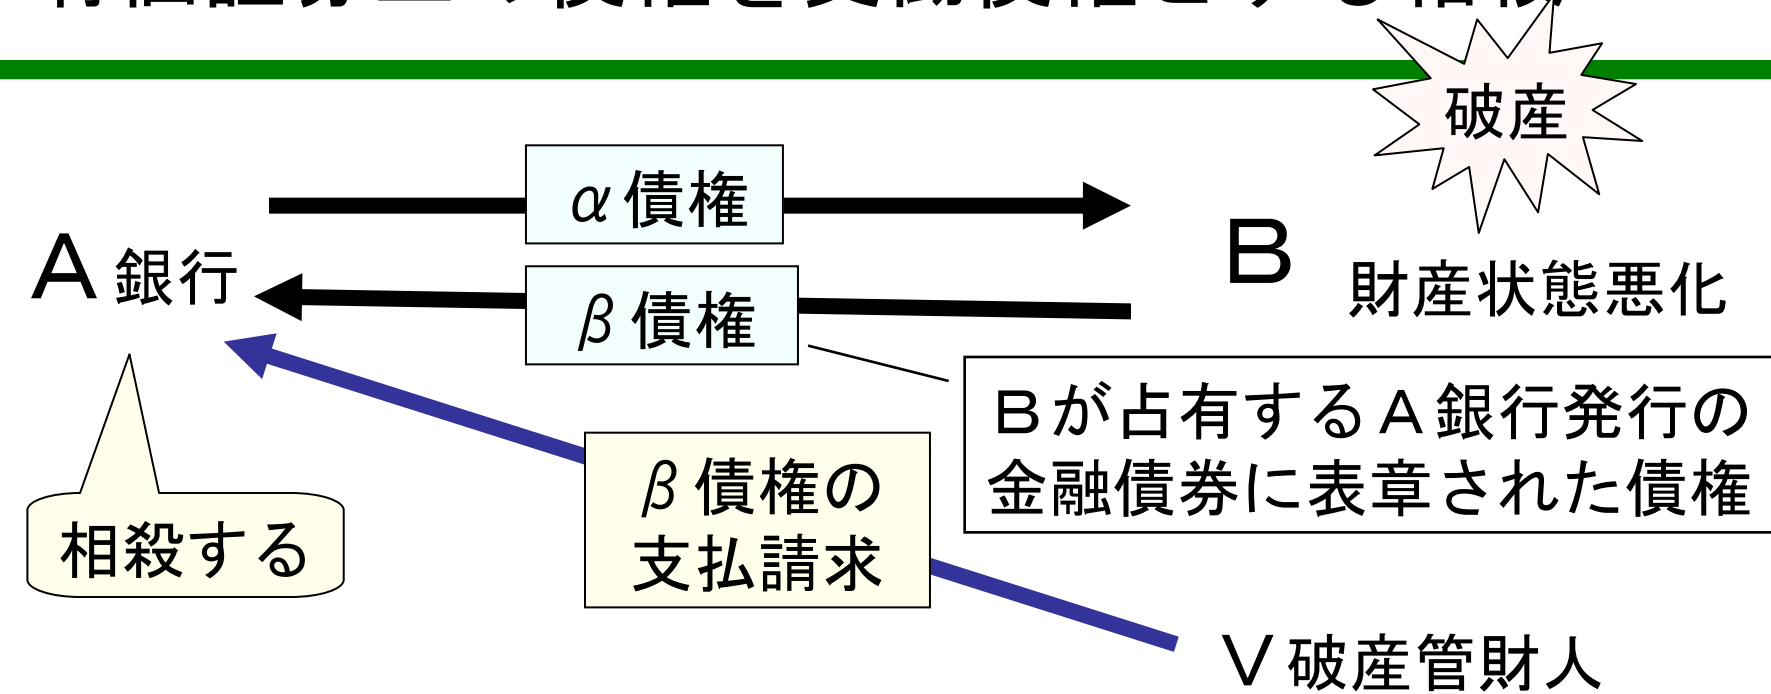 破産
α債権
A銀行
B
財産状態悪化
β債権
Bが占有するA銀行発行の
金融債券に表章された債権
β債権の
支払請求
相殺する
V破産管財人